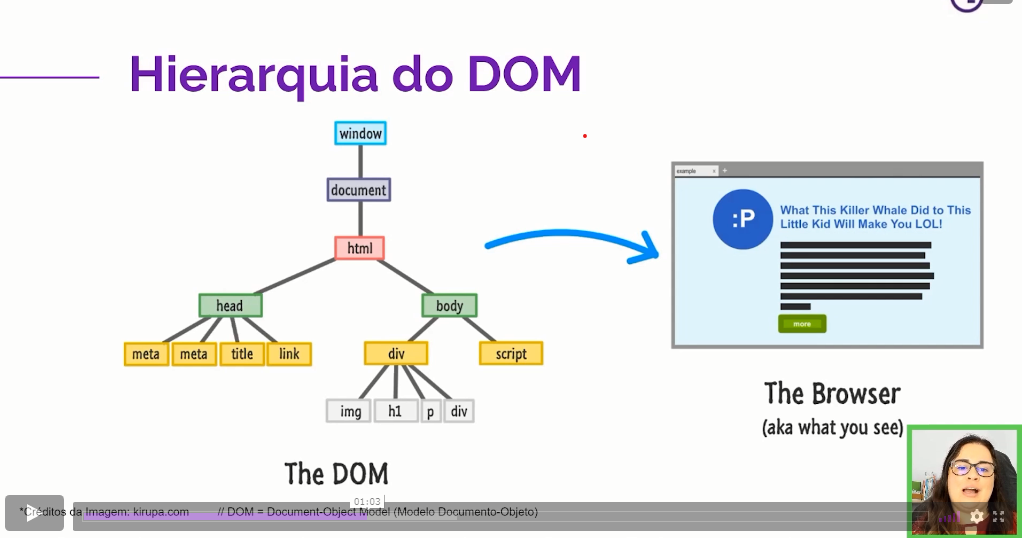 Hierarquia do DOM
window
document
html
head
body
meta
meta
title
link
div
script
img
h1
p
div
The DOM
example
:P
What This Killer Whale Did to This
Little Kid Will Make You LOL!
more
The Browser
(aka what you see)
01:03
*Créditos da Imagem: kirupa.com // DOM = Document-Object Model (Modelo Documento-Objeto)